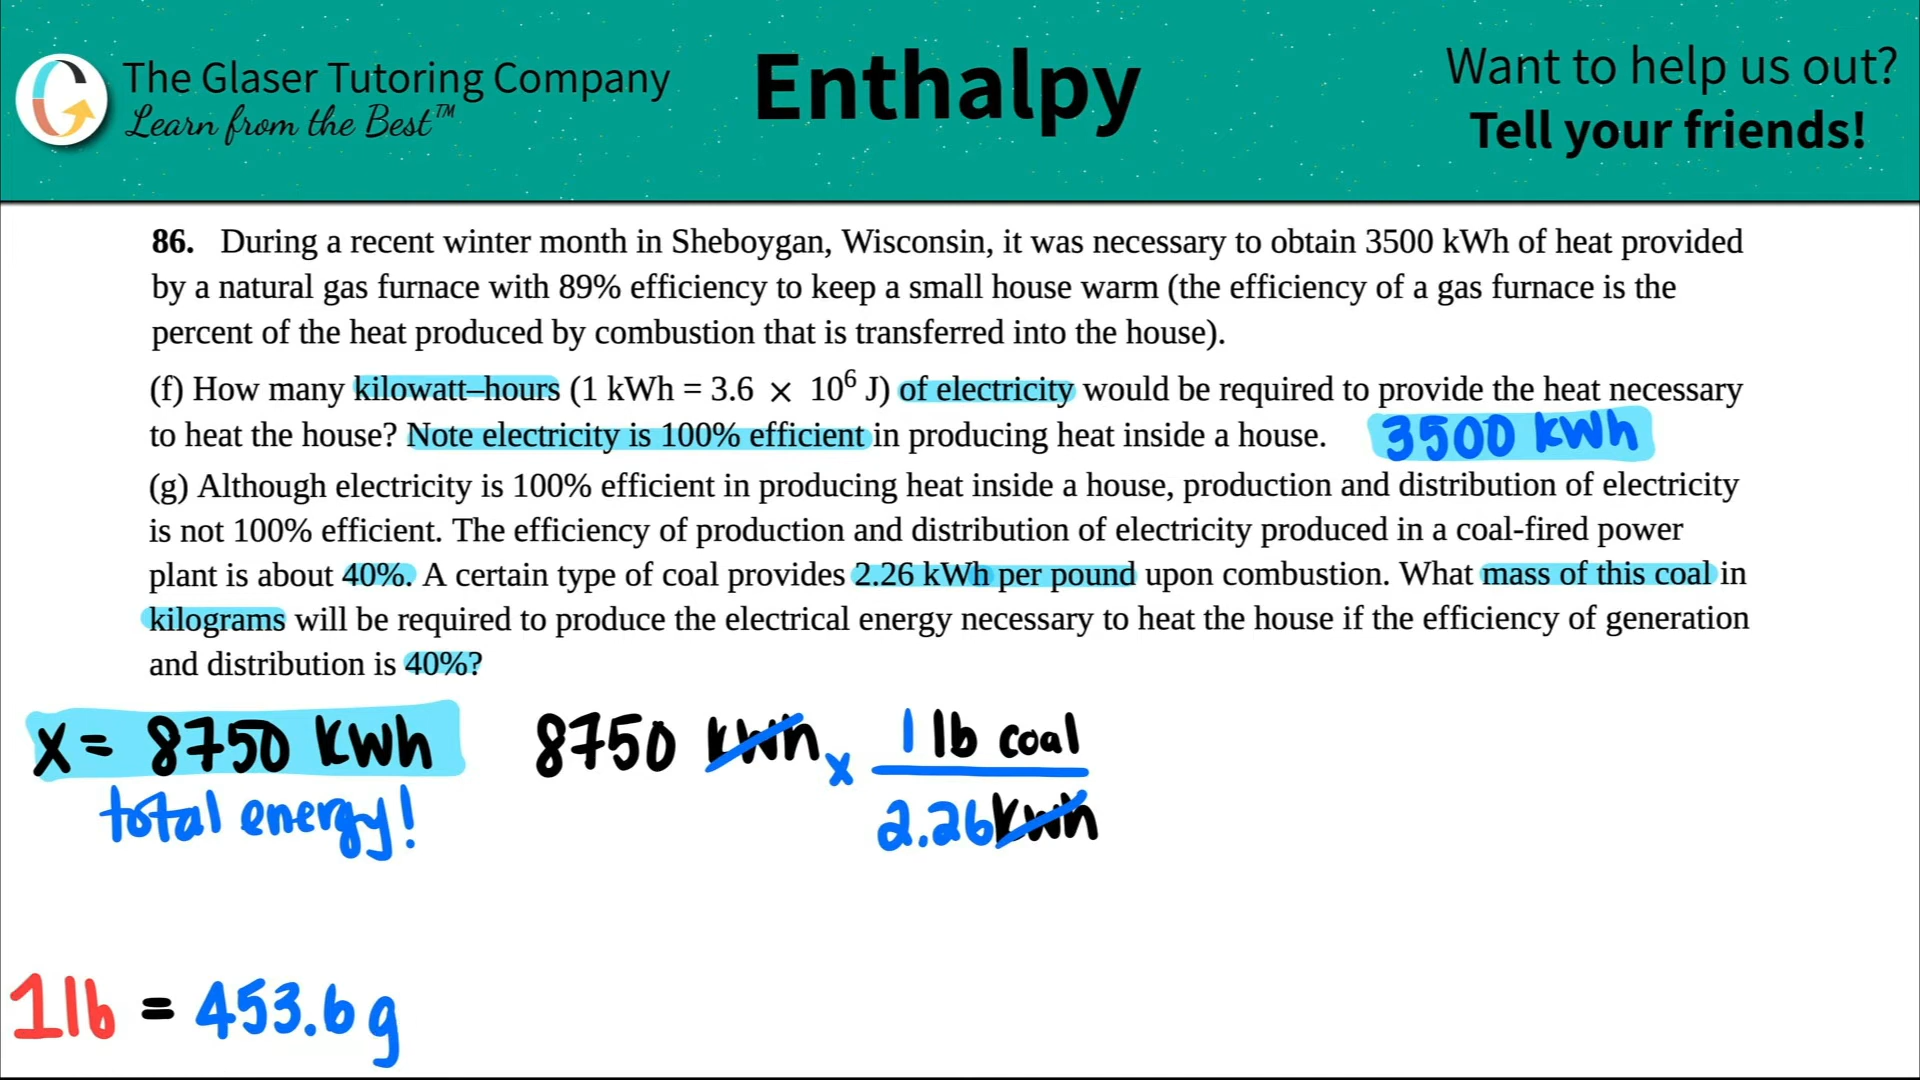 The Glaser Tutoring Company
Learn from the Best™
Enthalpy
Want to help us out?
Tell your friends!
86. During a recent winter month in Sheboygan, Wisconsin, it was necessary to obtain 3500 kWh of heat provided
by a natural gas furnace with 89% efficiency to keep a small house warm (the efficiency of a gas furnace is the
percent of the heat produced by combustion that is transferred into the house).
(f) How many kilowatt–hours (1 kWh = 3.6 × 10⁶ J) of electricity would be required to provide the heat necessary
to heat the house? Note electricity is 100% efficient in producing heat inside a house. 3500 kWh
(g) Although electricity is 100% efficient in producing heat inside a house, production and distribution of electricity
is not 100% efficient. The efficiency of production and distribution of electricity produced in a coal-fired power
plant is about 40%. A certain type of coal provides 2.26 kWh per pound upon combustion. What mass of this coal in
kilograms will be required to produce the electrical energy necessary to heat the house if the efficiency of generation
and distribution is 40%?
x = 8750 kWh
total energy!
8750 kWh x 1 lb coal
2.26 kWh
1 lb = 453.6 g